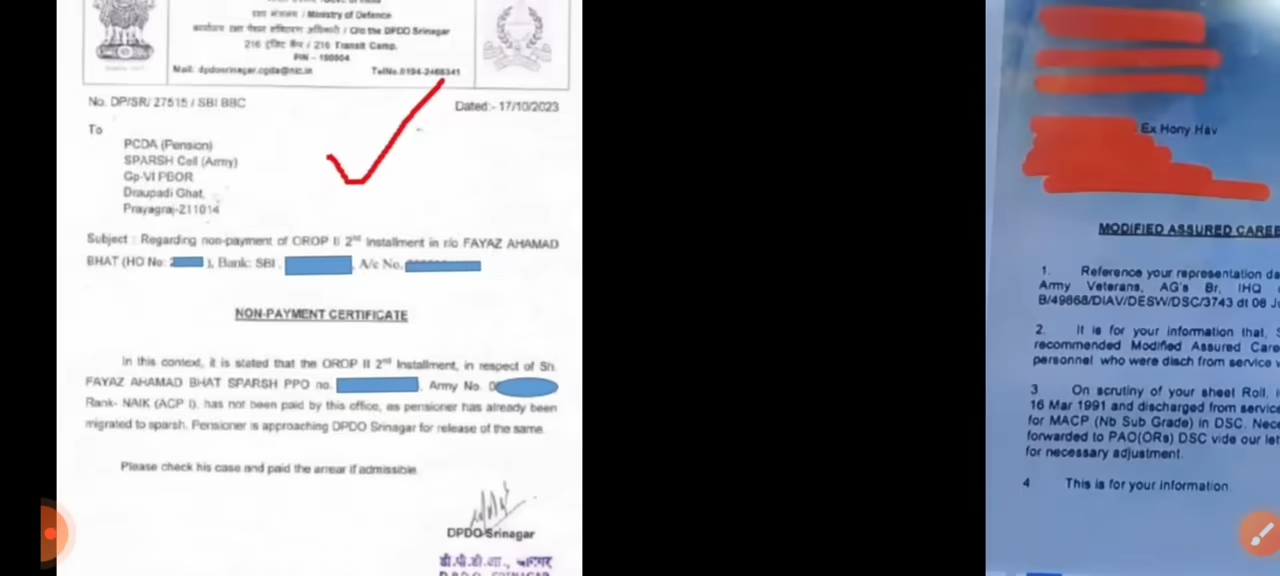 रक्षा मंत्रालय / Ministry of Defence
O/o the DPDO Srinagar
216 ट्रांजिट कैंप / 216 Transit Camp.
PIN - 190004
Mail: dpdosrinagar.cgda@nic.in TelNo.0194-2468341
No. DP/SR/ 27515 / SBI BBC Dated:- 17/10/2023
To
PCDA (Pension)
SPARSH Cell (Army)
Gp-VI PBOR
Draupadi Ghat,
Prayagraj-211014
Subject : Regarding non-payment of OROP II 2nd Installment in r/o FAYAZ AHAMAD
BHAT (HO No: 2 ), Bank: SBI , A/c No.
NON-PAYMENT CERTIFICATE
In this context, it is stated that the OROP II 2nd Installment, in respect of Sh.
FAYAZ AHAMAD BHAT SPARSH PPO no. , Army No. 0
Rank- NAIK (ACP I), has not been paid by this office, as pensioner has already been
migrated to sparsh. Pensioner is approaching DPDO Srinagar for release of the same.
Please check his case and paid the arrear if admissible.
DPDO Srinagar
Ex Hony Hav
MODIFIED ASSURED CAREE
1. Reference your representation da
Army Veterans, AG's Br, IHQ
B/49868/DIAV/DESW/DSC/3743 dt 08 J
2. It is for your information that, S
recommended Modified Assured Care
personnel who were disch from service
3 On scrutiny of your sheet Roll, i
16 Mar 1991 and discharged from service
for MACP (Nb Sub Grade) in DSC. Nece
forwarded to PAO(ORs) DSC vide our let
for necessary adjustment.
4 This is for your information.